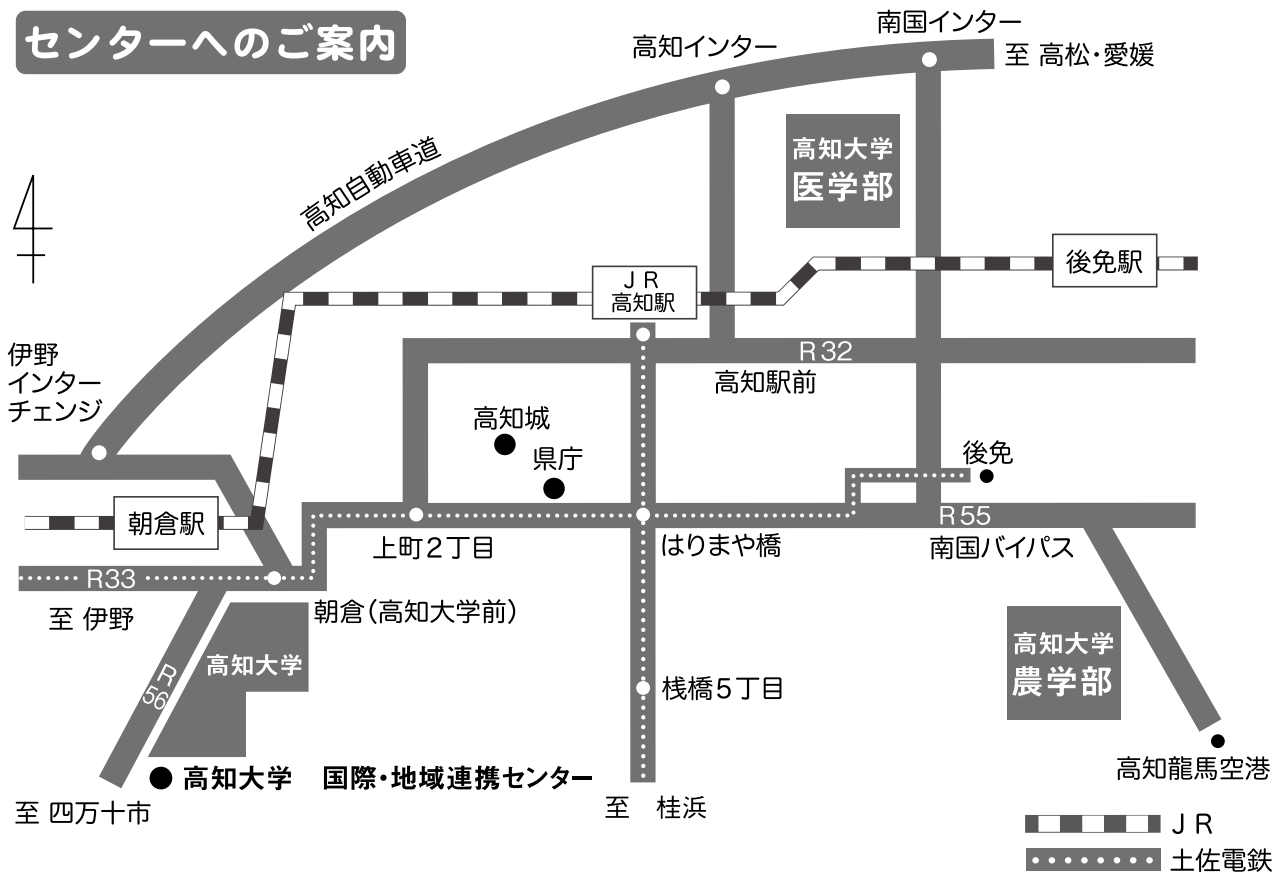 センターへのご案内
南国インター
高知インター
至 高松・愛媛
高知自動車道
高知大学
医学部
後免駅
JR
高知駅
伊野
インター
チェンジ
R32
高知駅前
高知城
県庁
後免
朝倉駅
R55
上町2丁目
はりまや橋
南国バイパス
R33
至 伊野
朝倉(高知大学前)
高知大学
農学部
高知大学
R
56
桟橋5丁目
高知大学 国際・地域連携センター
高知龍馬空港
至 四万十市
至 桂浜
JR
土佐電鉄